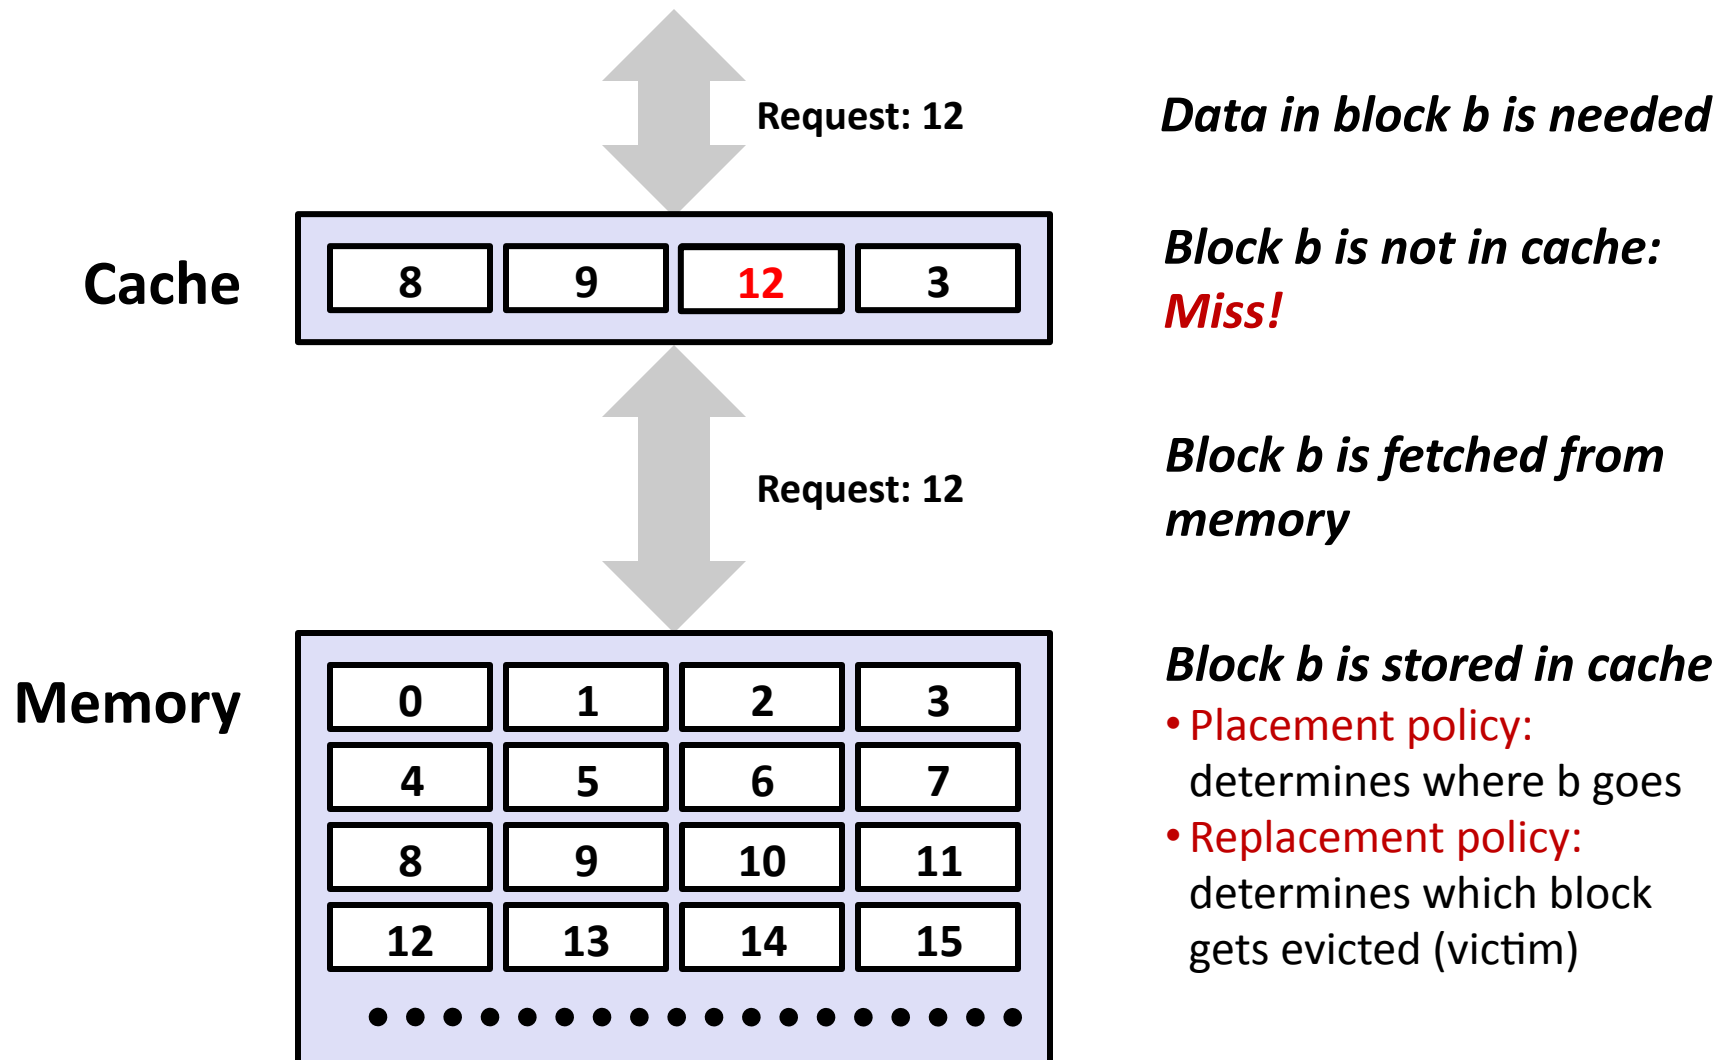 Request: 12
Data in block b is needed
Cache
8 9 12 3
Block b is not in cache:
Miss!
Request: 12
Block b is fetched from
memory
Memory
0 1 2 3
4 5 6 7
8 9 10 11
12 13 14 15
Block b is stored in cache
• Placement policy:
determines where b goes
• Replacement policy:
determines which block
gets evicted (victim)